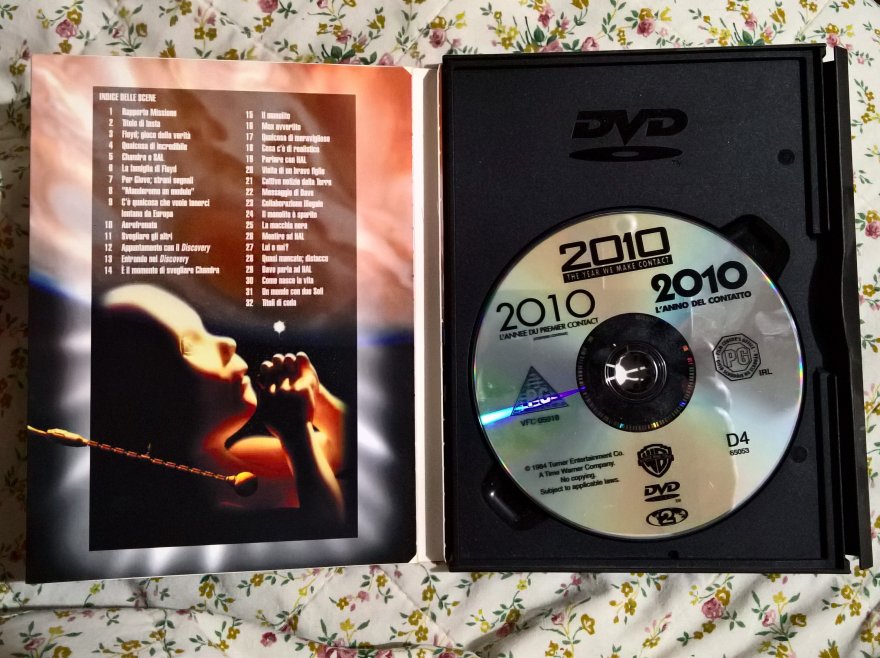 INDICE DELLE SCENE
1 Rapporto Missione
2 Titolo di testa
3 Floyd; gioco della verità
4 Qualcosa di incredibile
5 Chandra e SAL
6 La famiglia di Floyd
7 Per Giove; strani segnali
8 "Manderemo un modulo"
9 C'è qualcosa che vuole tenerci
lontano da Europa
10 Aerofrenata
11 Svegliare gli altri
12 Appuntamento con il Discovery
13 Entrando nel Discovery
14 È il momento di svegliare Chandra
15 Il monolito
16 Max avvertito
17 Qualcosa di meraviglioso
18 Cosa c'è di realistico
19 Parlare con HAL
20 Visita di un bravo figlio
21 Cattive notizie dalla Terra
22 Messaggio di Dave
23 Collaborazione illegale
24 Il monolito è sparito
25 La macchia nera
26 Mentire ad HAL
27 Lui o noi?
28 Quasi mancato; distacco
29 Dave parla ad HAL
30 Come nasce la vita
31 Un mondo con due Soli
32 Titoli di coda
DVD
2010
THE YEAR WE MAKE CONTACT
2010
L'ANNO DEL CONTATTO
2010
L'ANNÉE DU PREMIER CONTACT
PG
IRL
VFC
D4
65053
© 1984 Turner Entertainment Co.
A Time Warner Company.
No copying.
Subject to applicable laws.
DVD
2